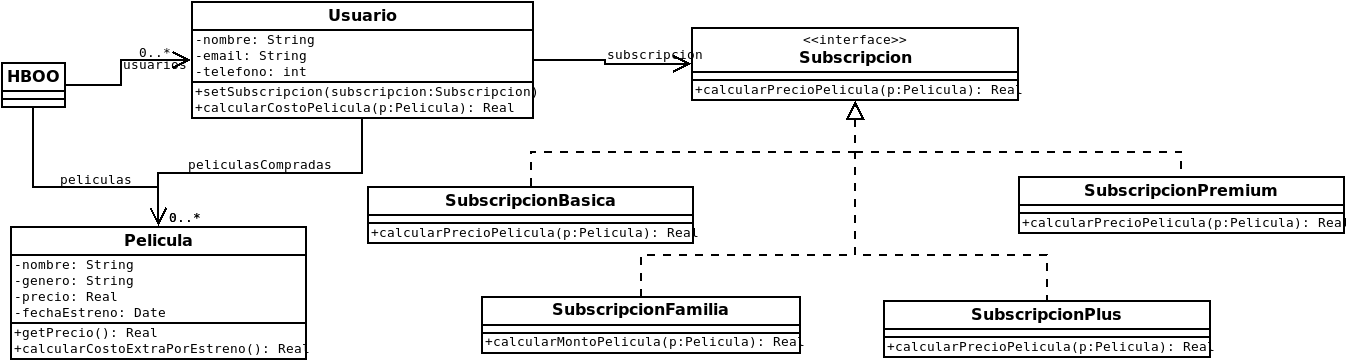 HBOO
0..*
usuarios
Usuario
-nombre: String
-email: String
-telefono: int
+setSubscripcion(subscripcion:Subscripcion)
+calcularCostoPelicula(p:Pelicula): Real
subscripcion
<<interface>>
Subscripcion
+calcularPrecioPelicula(p:Pelicula): Real
peliculasCompradas
peliculas
0..*
Pelicula
-nombre: String
-genero: String
-precio: Real
-fechaEstreno: Date
+getPrecio(): Real
+calcularCostoExtraPorEstreno(): Real
SubscripcionBasica
+calcularPrecioPelicula(p:Pelicula): Real
SubscripcionPremium
+calcularPrecioPelicula(p:Pelicula): Real
SubscripcionFamilia
+calcularMontoPelicula(p:Pelicula): Real
SubscripcionPlus
+calcularPrecioPelicula(p:Pelicula): Real